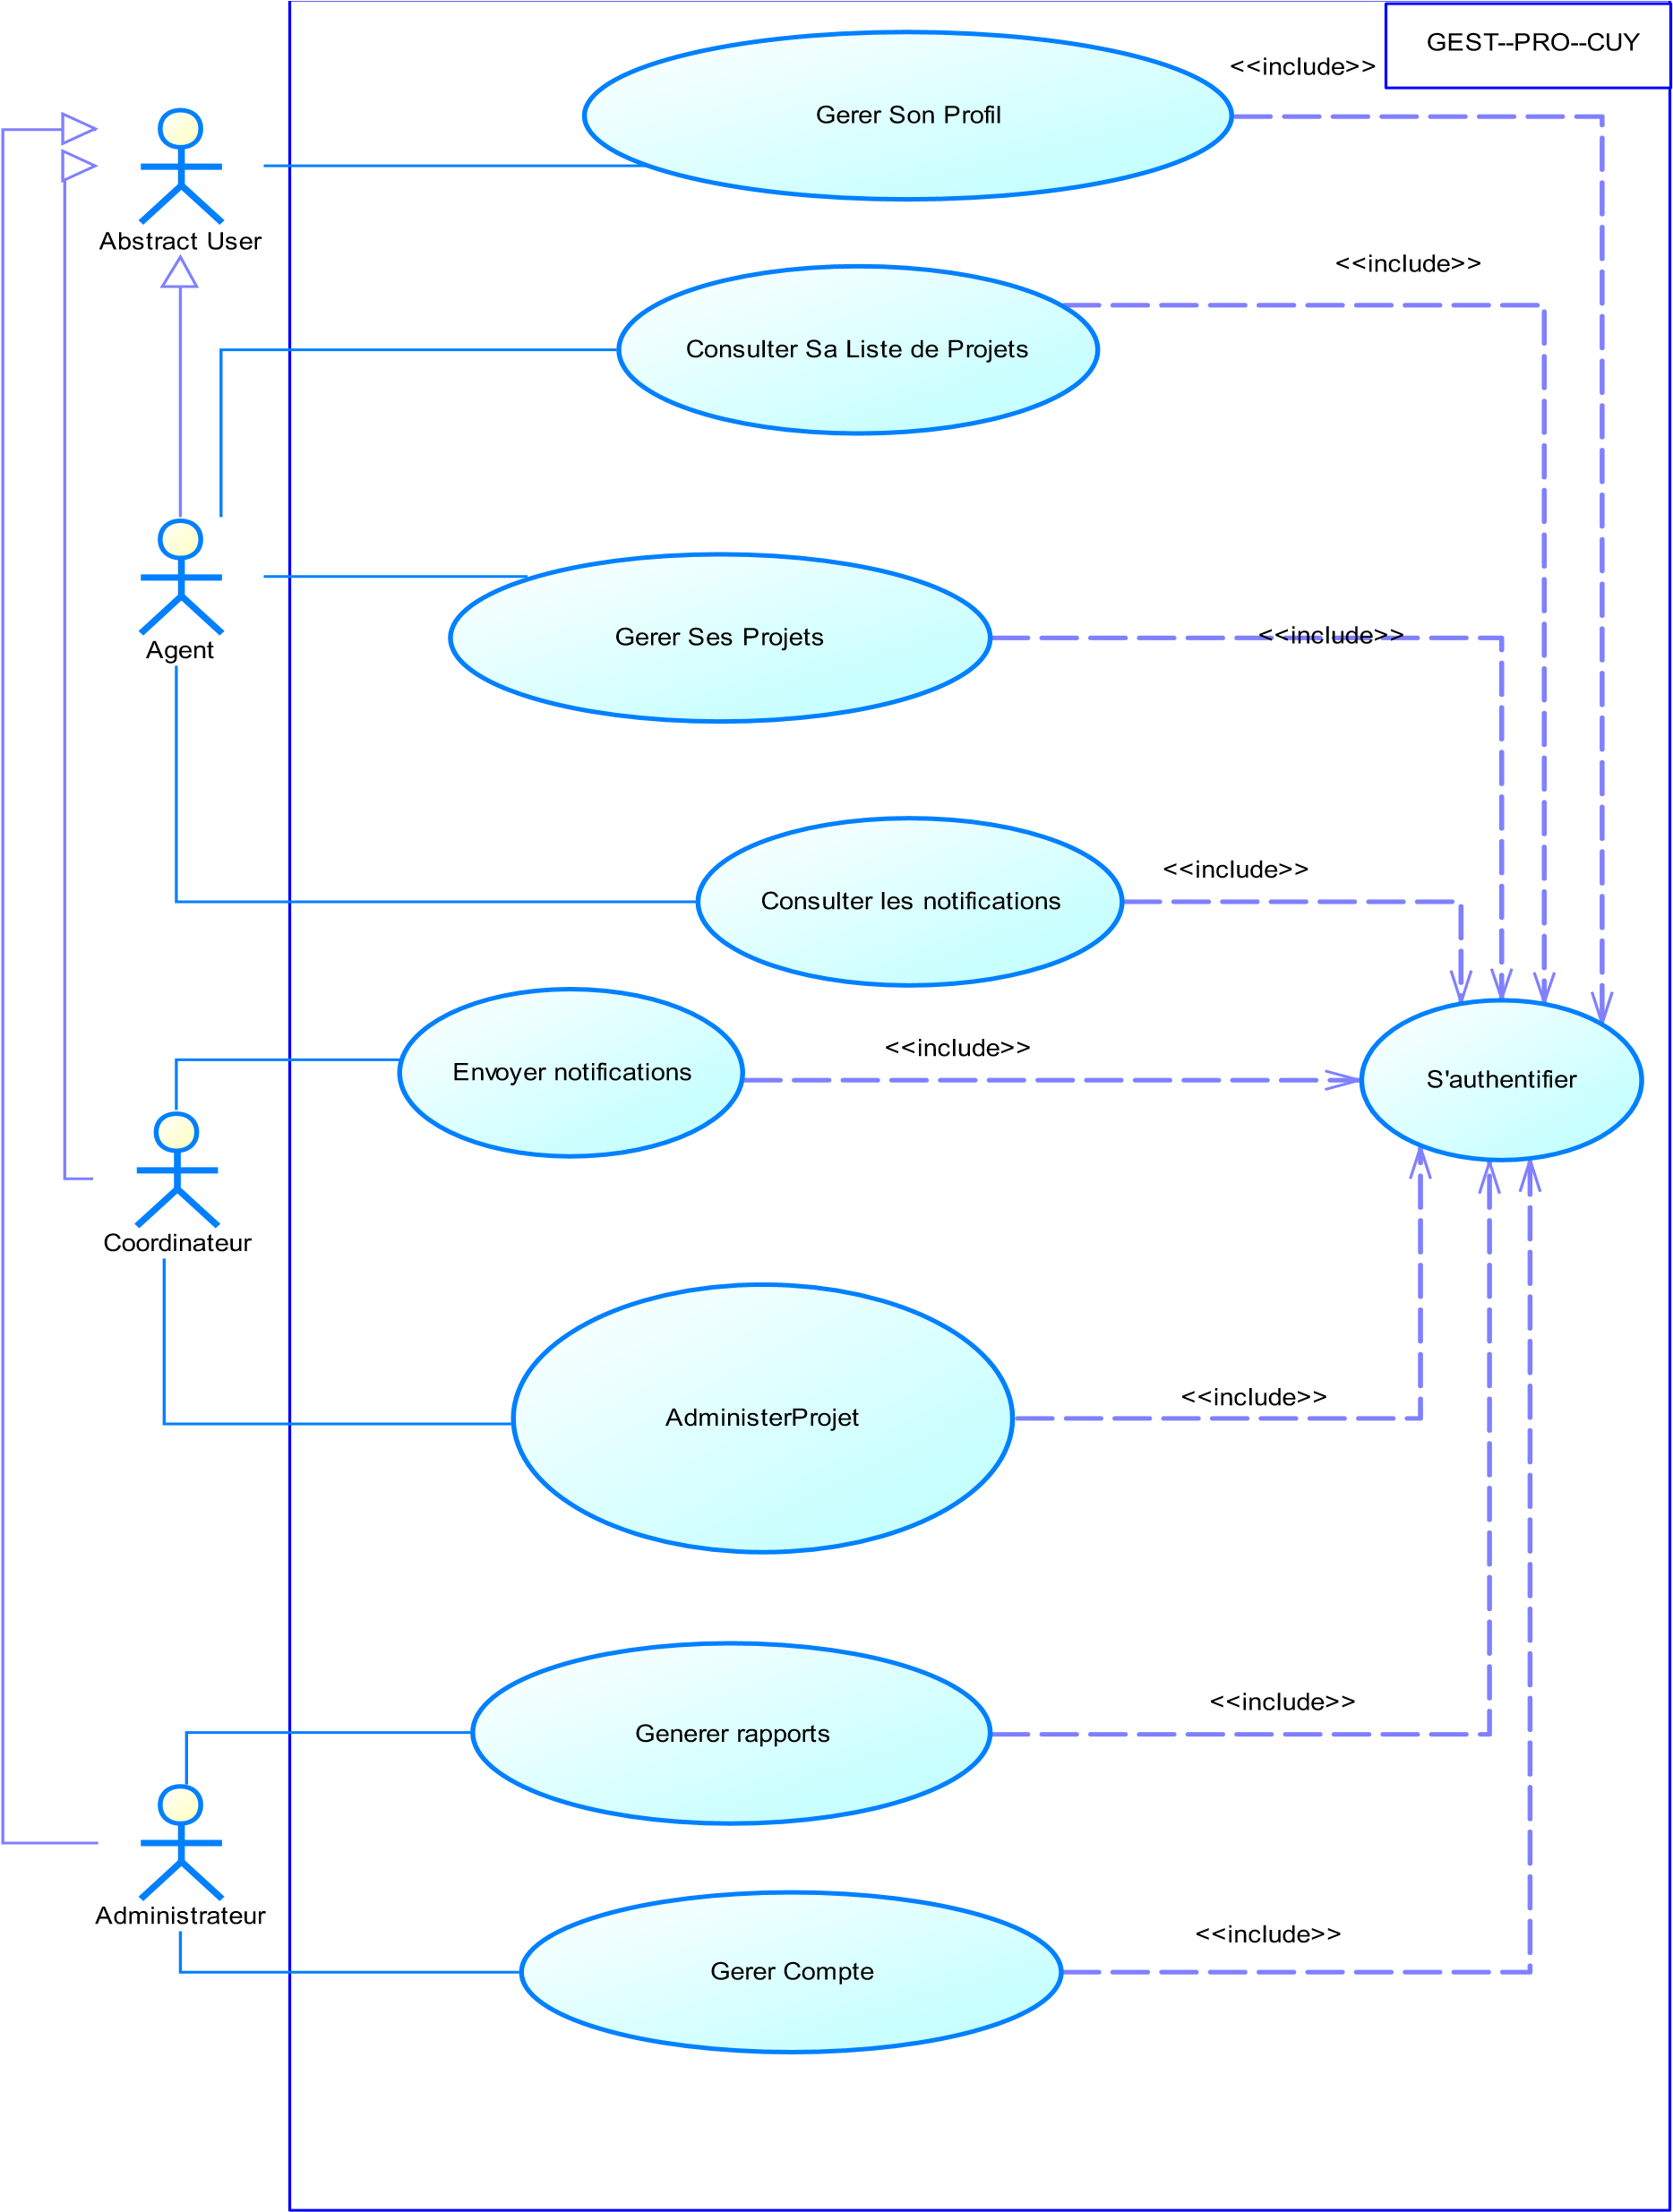 GEST--PRO--CUY
<<include>>
Gerer Son Profil
Abstract User
<<include>>
Consulter Sa Liste de Projets
<<include>>
Gerer Ses Projets
Agent
<<include>>
Consulter les notifications
<<include>>
Envoyer notifications
S'authentifier
Coordinateur
<<include>>
AdministerProjet
<<include>>
Generer rapports
Administrateur
<<include>>
Gerer Compte